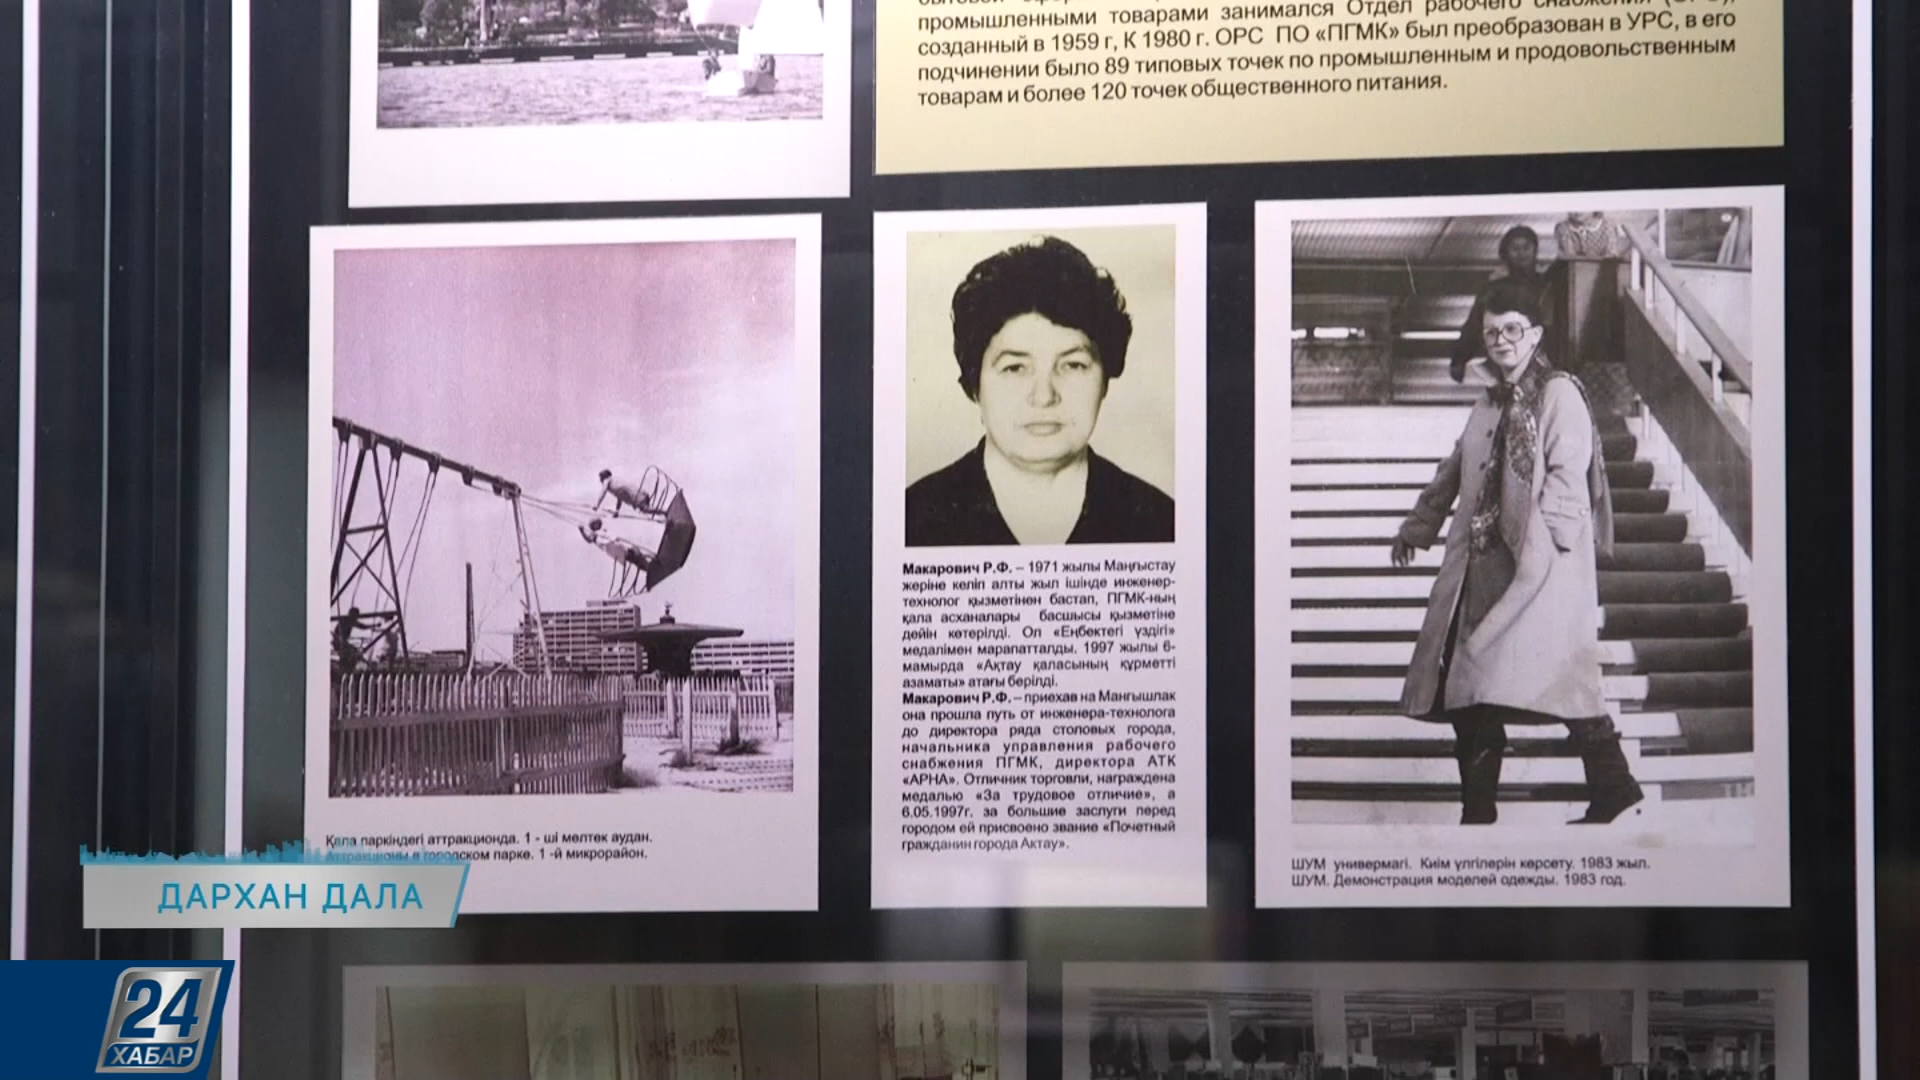 промышленными товарами занимался Отдел рабочего снабжения
созданный в 1959 г, К 1980 г. ОРС ПО «ПГМК» был преобразован в УРС, в его
подчинении было 89 типовых точек по промышленным и продовольственным
товарам и более 120 точек общественного питания.
Қала паркіндегі аттракционда. 1 - ші мөлтек аудан.
Аттракционы в городском парке. 1 -й микрорайон.
Макарович Р.Ф. – 1971 жылы Маңғыстау
жеріне келіп алты жыл ішінде инженер-
технолог қызметінен бастап, ПГМК-ның
қала асханалары басшысы қызметіне
дейін көтерілді. Ол «Еңбектегі үздігі»
медалімен марапатталды. 1997 жылы 6-
мамырда «Ақтау қаласының құрметті
азаматы» атағы берілді.
Макарович Р.Ф. – приехав на Мангышлак
она прошла путь от инженера-технолога
до директора ряда столовых города,
начальника управления рабочего
снабжения ПГМК, директора АТК
«АРНА». Отличник торговли, награждена
медалью «За трудовое отличие», а
6.05.1997г. за большие заслуги перед
городом ей присвоено звание «Почетный
гражданин города Актау».
ШУМ универмагі. Киім үлгілерін көрсету. 1983 жыл.
ШУМ. Демонстрация моделей одежды. 1983 год.
ДАРХАН ДАЛА
24
ХАБАР